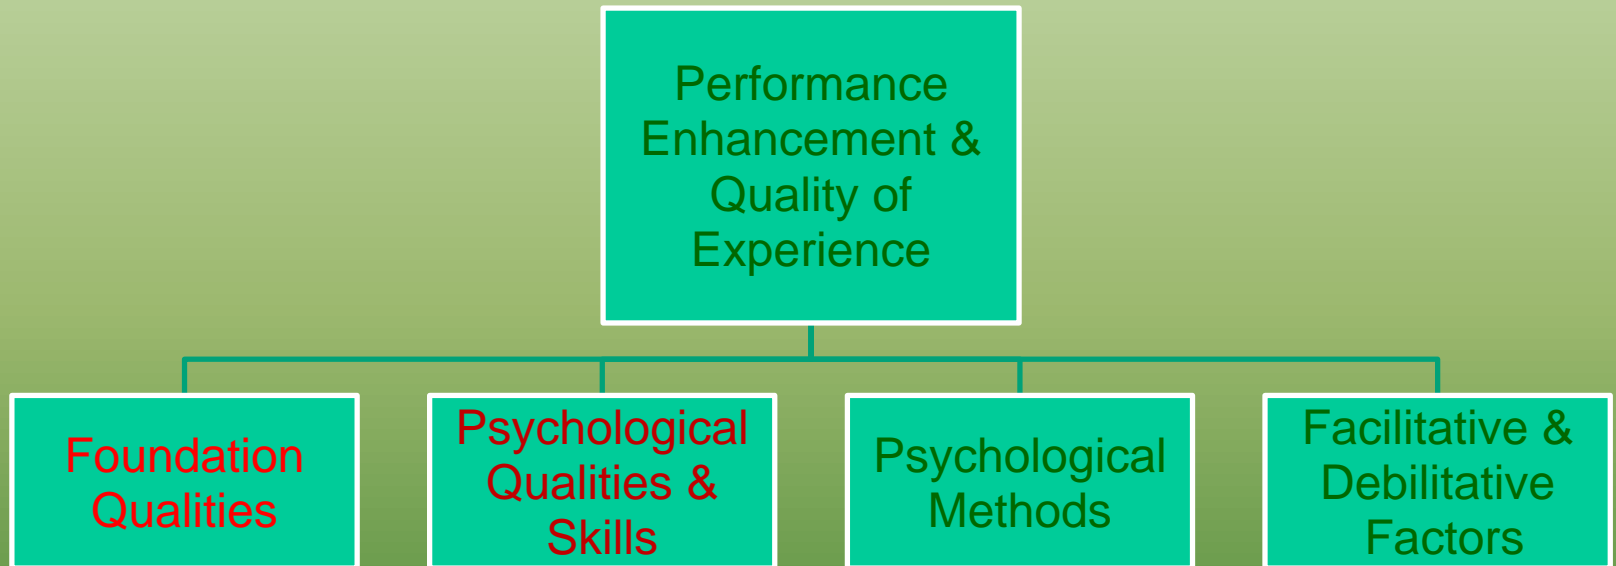 Performance
Enhancement &
Quality of
Experience
Foundation
Qualities
Psychological
Qualities &
Skills
Psychological
Methods
Facilitative &
Debilitative
Factors